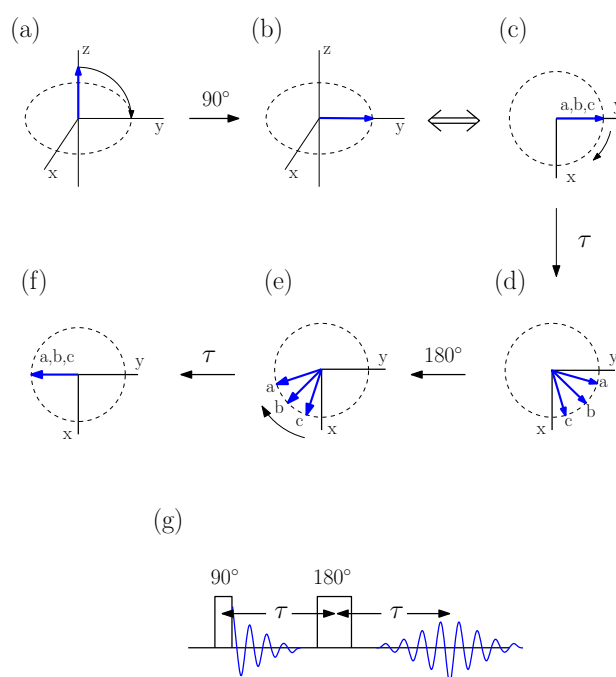 (a)
z
y
x
90°
(b)
z
y
x
(c)
a,b,c
y
x
τ
(f)
a,b,c
y
x
τ
(e)
y
a
b
c
x
180°
(d)
y
a
b
c
x
(g)
90°
180°
τ
τ